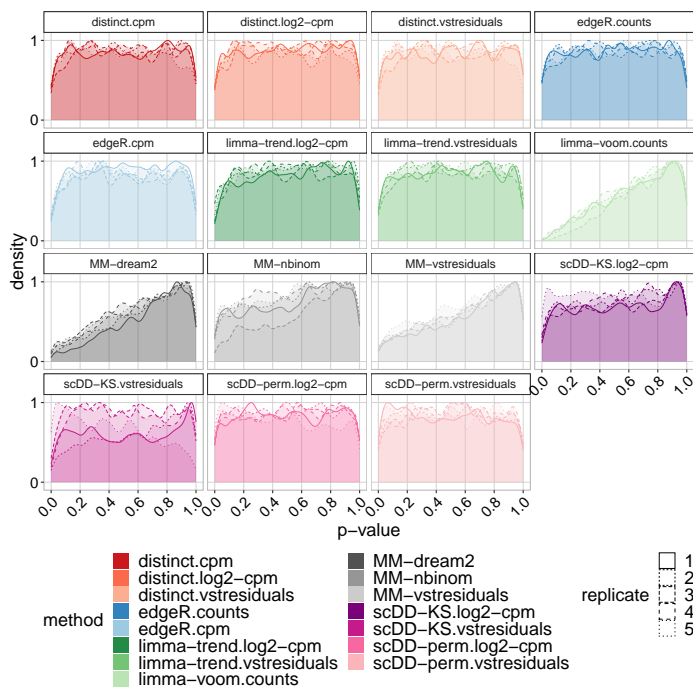 distinct.cpm distinct.log2-cpm distinct.vstresiduals edgeR.counts
1
0
edgeR.cpm limma-trend.log2-cpm limma-trend.vstresiduals limma-voom.counts
1
0
MM-dream2 MM-nbinom MM-vstresiduals scDD-KS.log2-cpm
1
0
0.0 0.2 0.4 0.6 0.8 1.0
scDD-KS.vstresiduals scDD-perm.log2-cpm scDD-perm.vstresiduals
1
0
0.0 0.2 0.4 0.6 0.8 1.0 0.0 0.2 0.4 0.6 0.8 1.0 0.0 0.2 0.4 0.6 0.8 1.0
density
p-value
method
distinct.cpm
distinct.log2-cpm
distinct.vstresiduals
edgeR.counts
edgeR.cpm
limma-trend.log2-cpm
limma-trend.vstresiduals
limma-voom.counts
MM-dream2
MM-nbinom
MM-vstresiduals
scDD-KS.log2-cpm
scDD-KS.vstresiduals
scDD-perm.log2-cpm
scDD-perm.vstresiduals
replicate
1
2
3
4
5